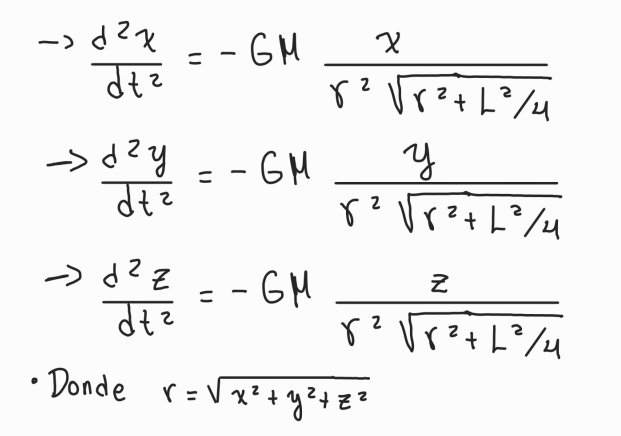 → d²x/dt² = - GM x / (r² √(r² + L²/4))
→ d²y/dt² = - GM y / (r² √(r² + L²/4))
→ d²z/dt² = - GM z / (r² √(r² + L²/4))
• Donde r = √(x² + y² + z²)